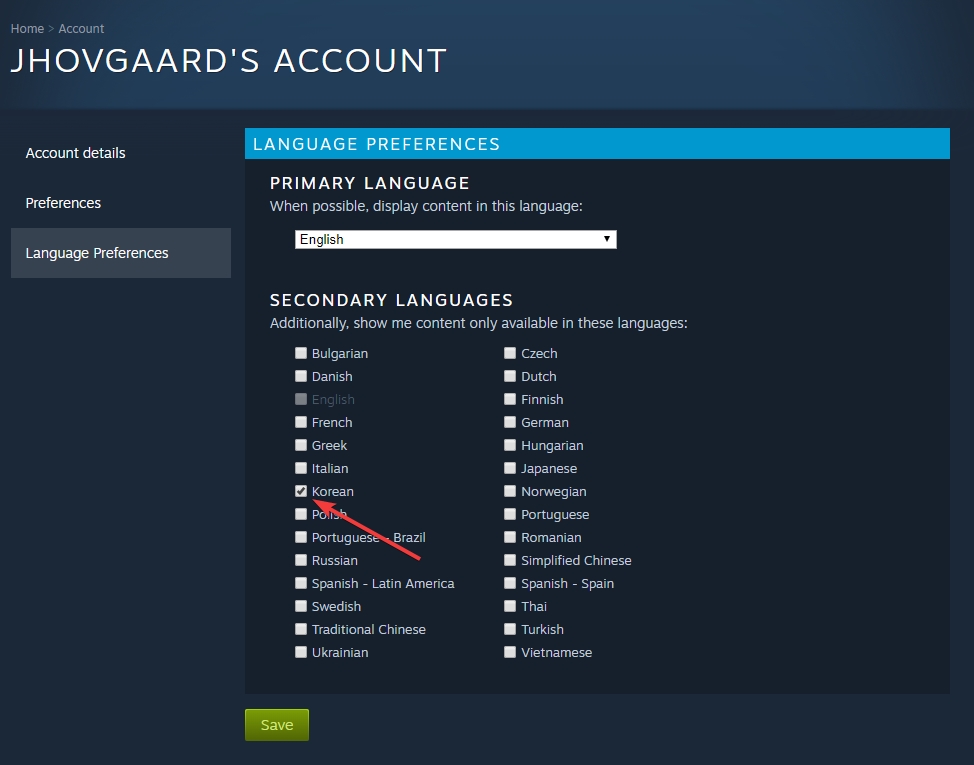 Home > Account
JHOVGAARD'S ACCOUNT
Account details
Preferences
Language Preferences
LANGUAGE PREFERENCES
PRIMARY LANGUAGE
When possible, display content in this language:
English
SECONDARY LANGUAGES
Additionally, show me content only available in these languages:
Bulgarian
Czech
Danish
Dutch
English
Finnish
French
German
Greek
Hungarian
Italian
Japanese
Korean
Norwegian
Polish
Portuguese
Portuguese - Brazil
Romanian
Russian
Simplified Chinese
Spanish - Latin America
Spanish - Spain
Swedish
Thai
Traditional Chinese
Turkish
Ukrainian
Vietnamese
Save